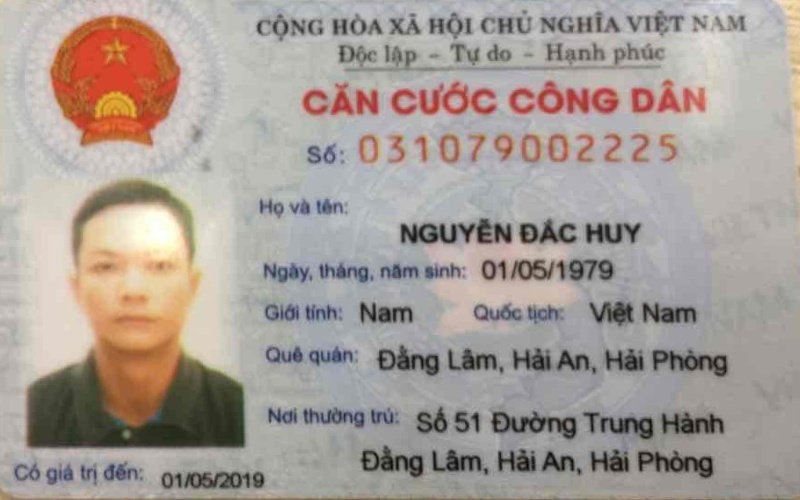 CỘNG HÒA XÃ HỘI CHỦ NGHĨA VIỆT NAM
Độc lập - Tự do - Hạnh phúc
CĂN CƯỚC CÔNG DÂN
Số: 031079002225
Họ và tên:
NGUYỄN ĐẮC HUY
Ngày, tháng, năm sinh: 01/05/1979
Giới tính: Nam Quốc tịch: Việt Nam
Quê quán: Đằng Lâm, Hải An, Hải Phòng
Nơi thường trú: Số 51 Đường Trung Hành
Đằng Lâm, Hải An, Hải Phòng
Có giá trị đến: 01/05/2019